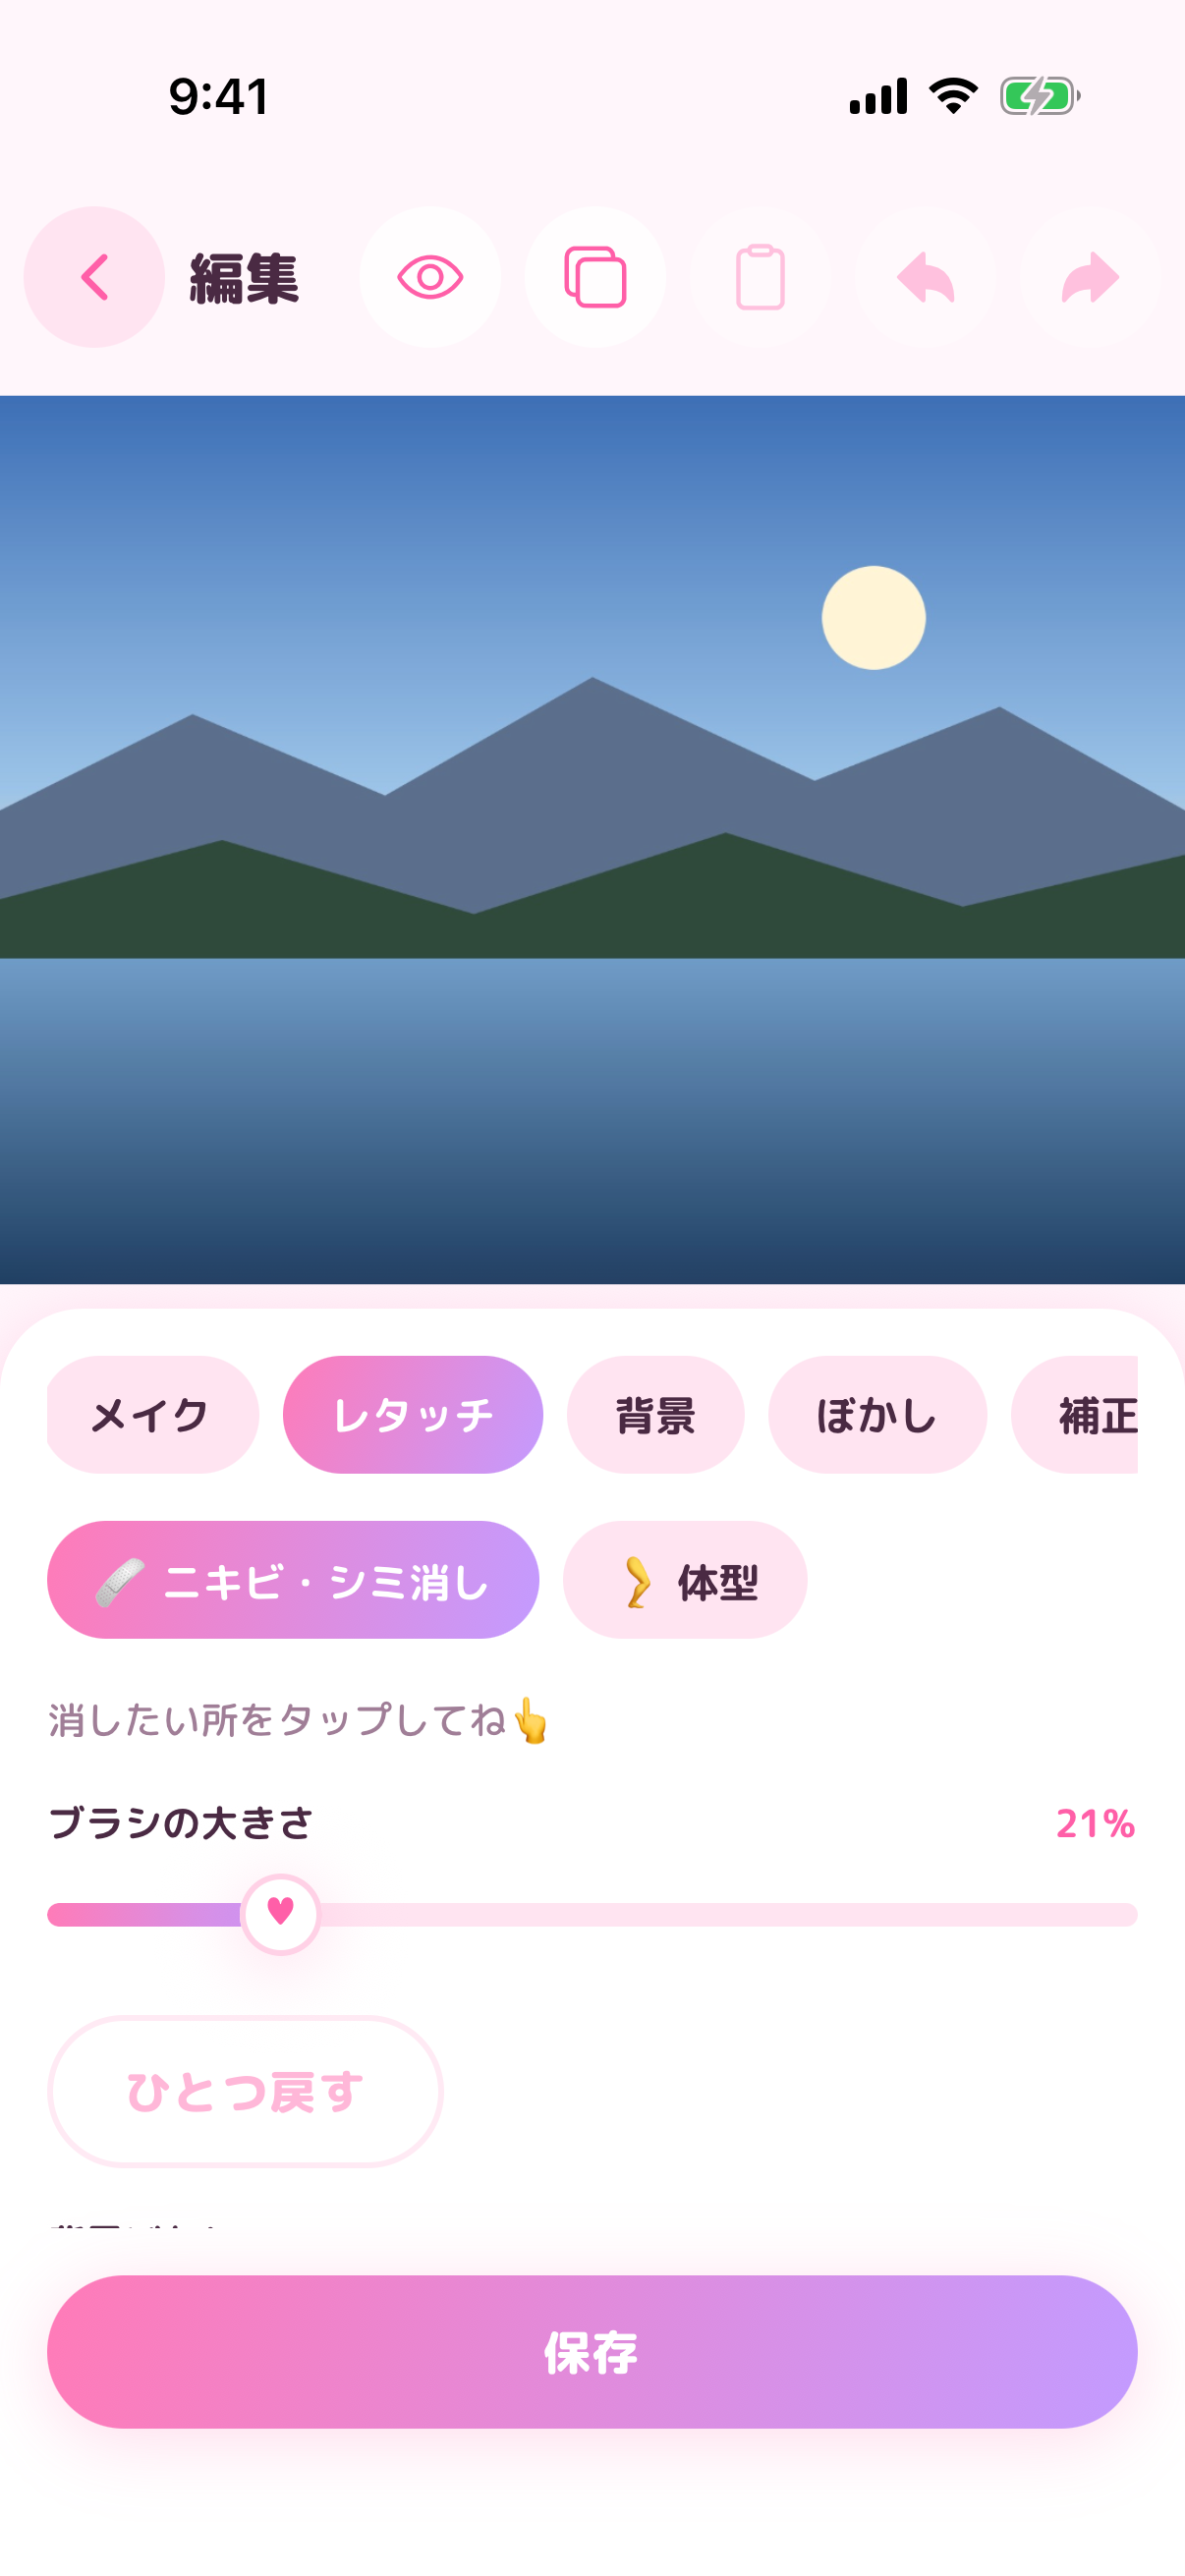 9:41
編集
メイク
レタッチ
背景
ぼかし
補正
🩹 ニキビ・シミ消し
🦵 体型
消したい所をタップしてね👆
ブラシの大きさ
21%
ひとつ戻す
保存